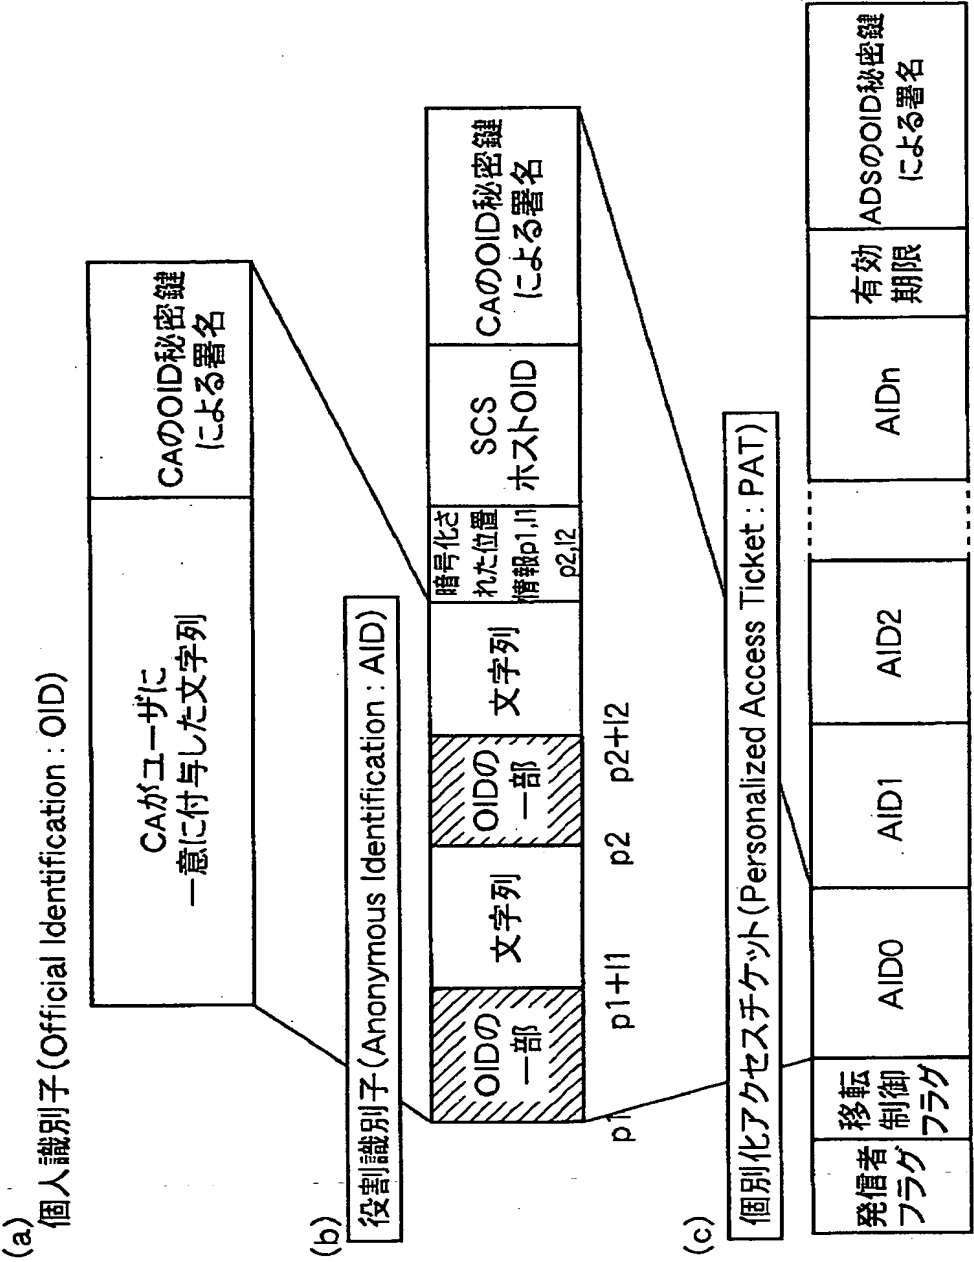 (a)
個人識別子(Official Identification : OID)
CAがユーザに
一意に付与した文字列
CAのOID秘密鍵
による署名
(b)
役割識別子(Anonymous Identification : AID)
OIDの
一部
文字列
OIDの
一部
文字列
暗号化さ
れた位置
情報p1,l1
p2,l2
SCS
ホストOID
CAのOID秘密鍵
による署名
p1
p1+l1
p2
p2+l2
(c)
個別化アクセスチケット(Personalized Access Ticket : PAT)
発信者
フラグ
移転
制御
フラグ
AID0
AID1
AID2
AIDn
有効
期限
ADSのOID秘密鍵
による署名